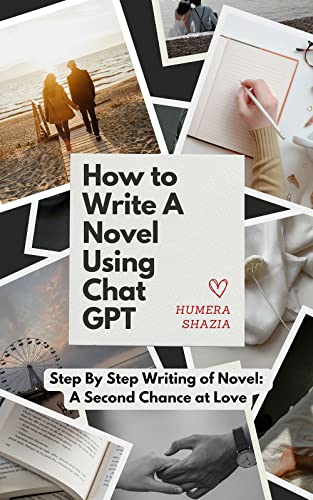 How to
Write A
Novel
Using
Chat
GPT
HUMERA
SHAZIA
Step By Step Writing of Novel:
A Second Chance at Love